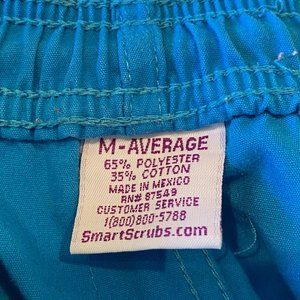 M-AVERAGE
65% POLYESTER
35% COTTON
MADE IN MEXICO
RN# 87549
CUSTOMER SERVICE
1(800)800-5788
SmartScrubs.com